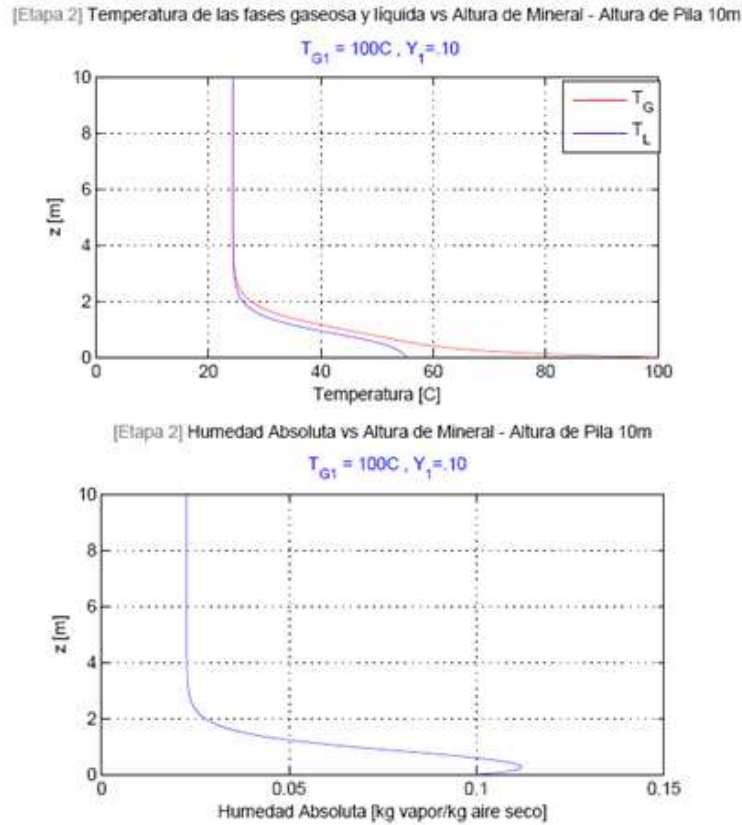 [Etapa 2] Temperatura de las fases gaseosa y líquida vs Altura de Mineral - Altura de Pila 10m
T_G1 = 100C , Y_1=.10
10
8
6
4
2
0
z [m]
T_G
T_L
0 20 40 60 80 100
Temperatura [C]
[Etapa 2] Humedad Absoluta vs Altura de Mineral - Altura de Pila 10m
T_G1 = 100C , Y_1=.10
10
8
6
4
2
0
z [m]
0 0.05 0.1 0.15
Humedad Absoluta [kg vapor/kg aire seco]